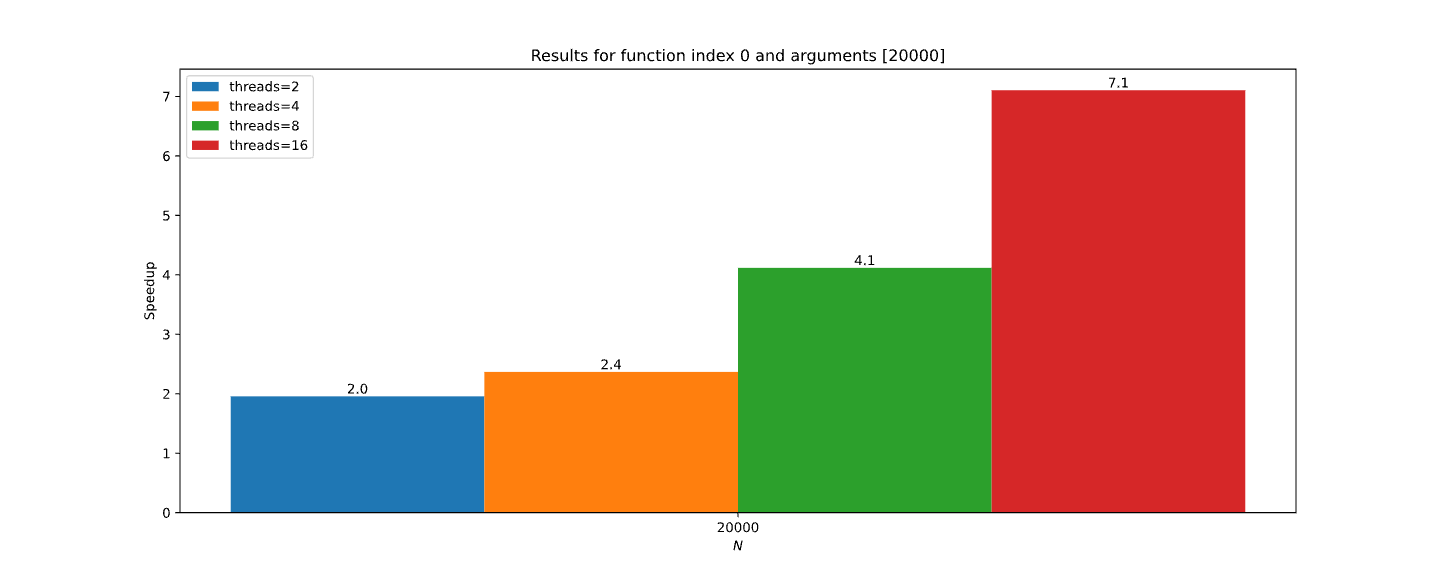 Results for function index 0 and arguments [20000]
threads=2
threads=4
threads=8
threads=16
7.1
4.1
2.4
2.0
Speedup
7
6
5
4
3
2
1
0
20000
N